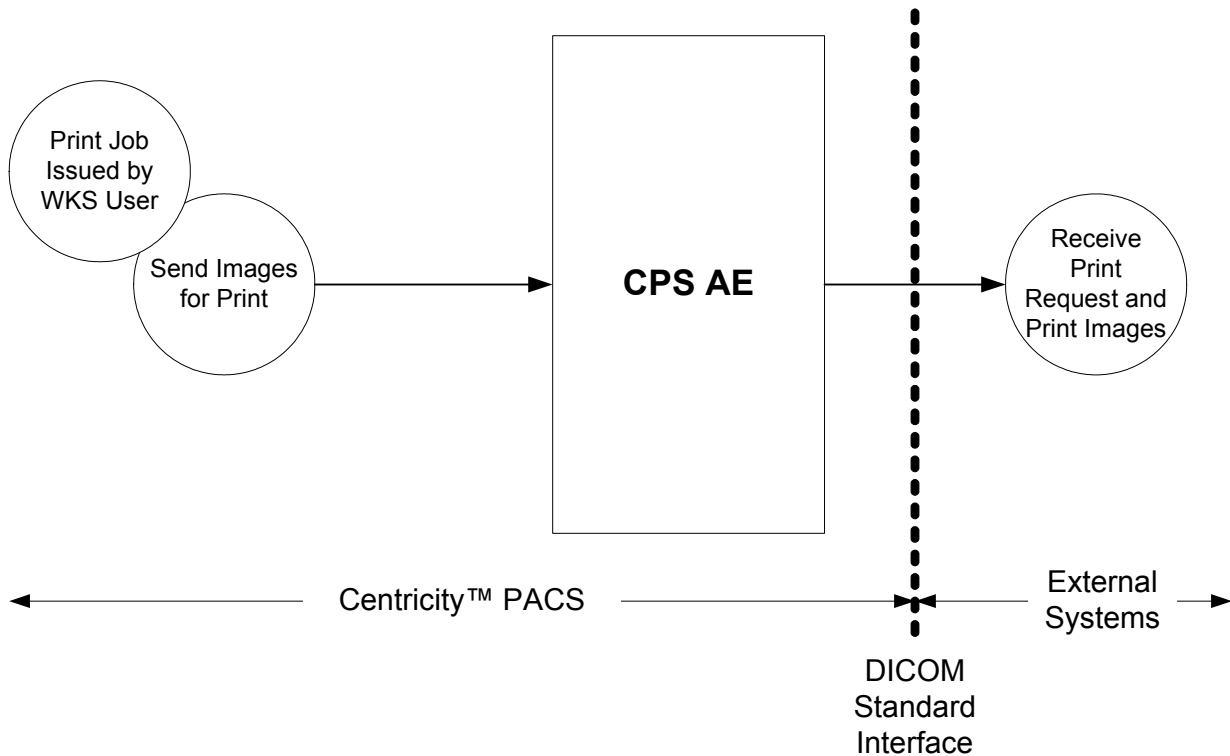 Print Job
Issued by
WKS User
Send Images
for Print
CPS AE
Receive
Print
Request and
Print Images
Centricity™ PACS
External
Systems
DICOM
Standard
Interface